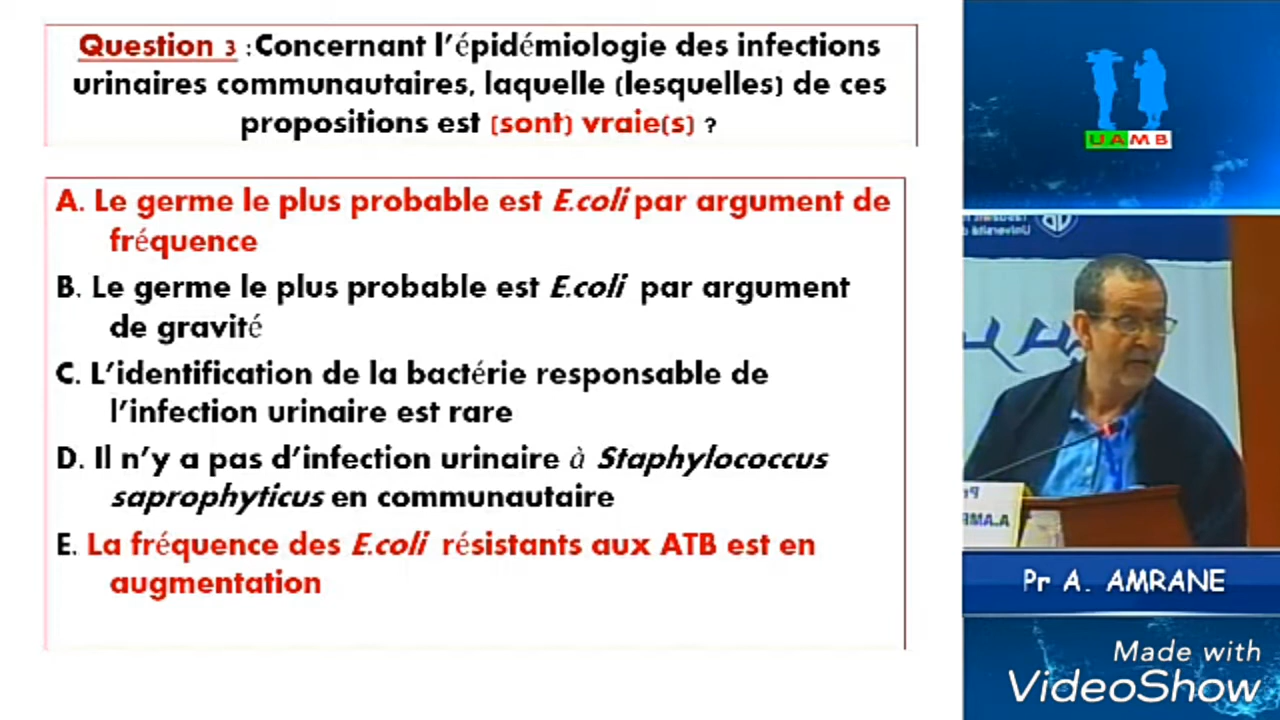 Question 3 :Concernant l'épidémiologie des infections
urinaires communautaires, laquelle (lesquelles) de ces
propositions est (sont) vraie(s) ?
A. Le germe le plus probable est E.coli par argument de
fréquence
B. Le germe le plus probable est E.coli par argument
de gravité
C. L'identification de la bactérie responsable de
l'infection urinaire est rare
D. Il n'y a pas d'infection urinaire à Staphylococcus
saprophyticus en communautaire
E. La fréquence des E.coli résistants aux ATB est en
augmentation
UAMB
Pr A. AMRANE
Made with
VideoShow